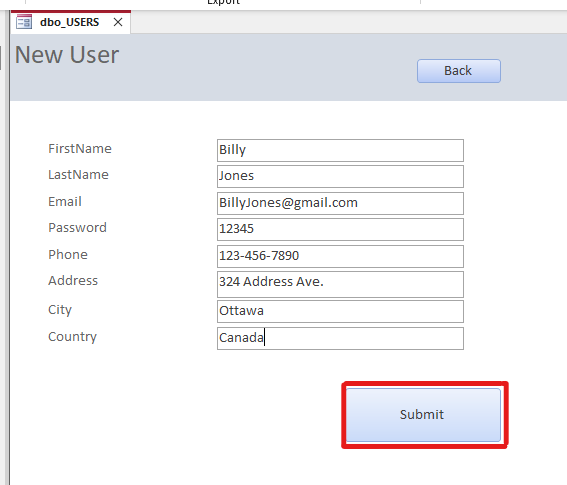 Export
dbo_USERS
New User
Back
FirstName Billy
LastName Jones
Email BillyJones@gmail.com
Password 12345
Phone 123-456-7890
Address 324 Address Ave.
City Ottawa
Country Canada
Submit